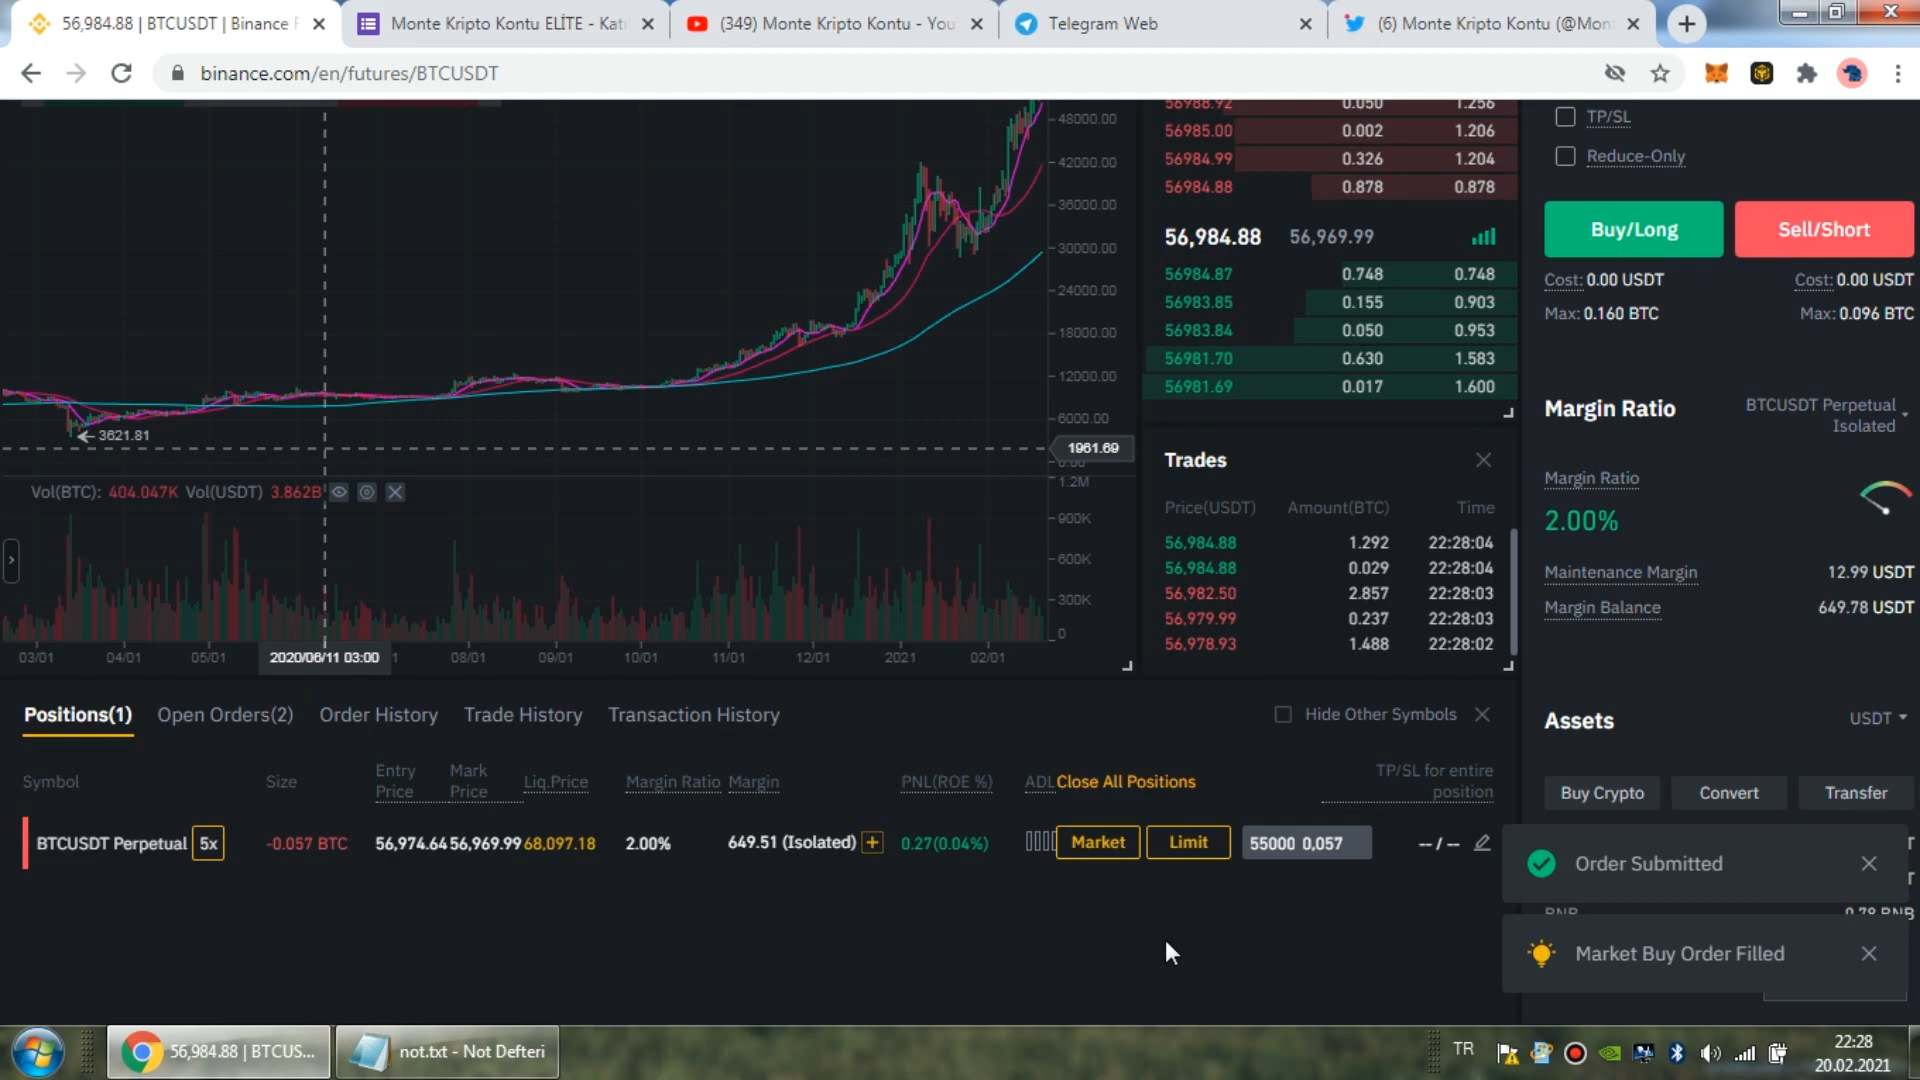 56,984.88 | BTCUSDT | Binance F
Monte Kripto Kontu ELİTE - Katı
(349) Monte Kripto Kontu - You
Telegram Web
(6) Monte Kripto Kontu (@Mon
binance.com/en/futures/BTCUSDT
48000.00
42000.00
36000.00
30000.00
24000.00
18000.00
12000.00
6000.00
3621.81
1961.69
0.00
Vol(BTC): 404.047K Vol(USDT) 3.862B
1.2M
900K
600K
300K
0
03/01 04/01 05/01 2020/06/11 03:00 1 08/01 09/01 10/01 11/01 12/01 2021 02/01
56988.92 0.050 1.256
56985.00 0.002 1.206
56984.99 0.326 1.204
56984.88 0.878 0.878
56,984.88 56,969.99
56984.87 0.748 0.748
56983.85 0.155 0.903
56983.84 0.050 0.953
56981.70 0.630 1.583
56981.69 0.017 1.600
Trades
Price(USDT) Amount(BTC) Time
56,984.88 1.292 22:28:04
56,984.88 0.029 22:28:04
56,982.50 2.857 22:28:03
56,979.99 0.237 22:28:03
56,978.93 1.488 22:28:02
TP/SL
Reduce-Only
Buy/Long Sell/Short
Cost: 0.00 USDT Cost: 0.00 USDT
Max: 0.160 BTC Max: 0.096 BTC
Margin Ratio BTCUSDT Perpetual
Isolated
Margin Ratio
2.00%
Maintenance Margin 12.99 USDT
Margin Balance 649.78 USDT
Assets USDT
Buy Crypto Convert Transfer
BNB 0.78 BNB
Order Submitted
Market Buy Order Filled
Positions(1) Open Orders(2) Order History Trade History Transaction History Hide Other Symbols
Symbol Size Entry Price Mark Price Liq.Price Margin Ratio Margin PNL(ROE %) ADL Close All Positions TP/SL for entire position
BTCUSDT Perpetual 5x -0.057 BTC 56,974.64 56,969.99 68,097.18 2.00% 649.51 (Isolated) + 0.27(0.04%) Market Limit 55000 0,057 -- / --
56,984.88 | BTCUS...
not.txt - Not Defteri
TR
22:28
20.02.2021